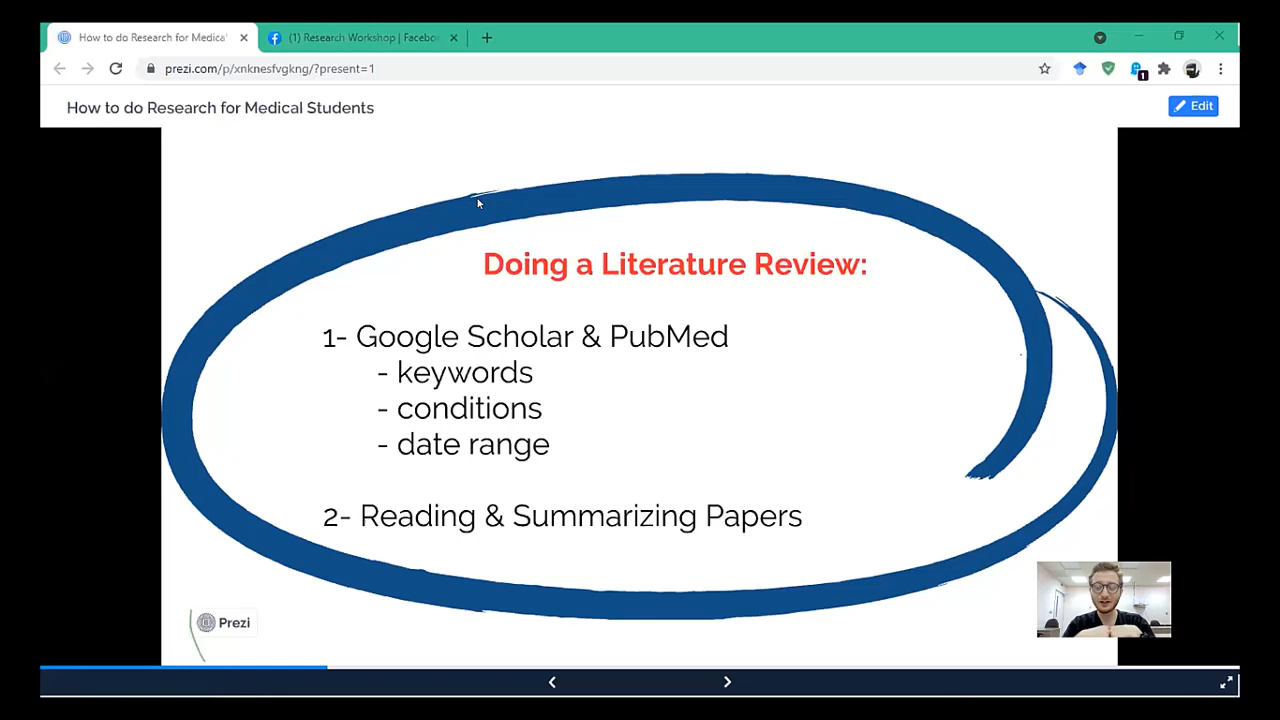 How to do Research for Medica
(1) Research Workshop | Facebo
prezi.com/p/xnknesfvgkng/?present=1
1
How to do Research for Medical Students
Edit
Doing a Literature Review:
1- Google Scholar & PubMed
- keywords
- conditions
- date range
2- Reading & Summarizing Papers
Prezi